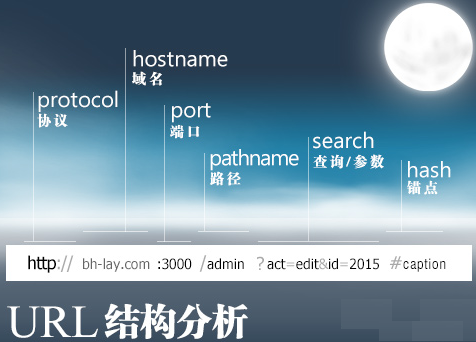 hostname
域名
protocol
协议
port
端口
pathname
路径
search
查询/参数
hash
锚点
http:// bh-lay.com :3000 /admin ?act=edit&id=2015 #caption
URL结构分析